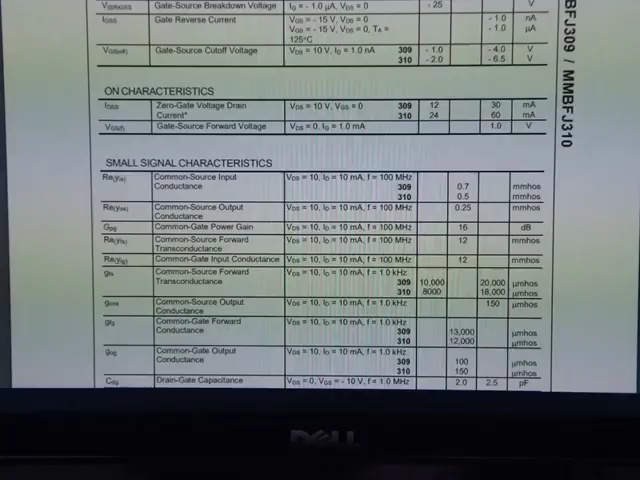 V(BR)GSS Gate-Source Breakdown Voltage IG = - 1.0 µA, VDS = 0 - 25 V
IGSS Gate Reverse Current VGS = - 15 V, VDS = 0 - 1.0 nA
VGS = - 15 V, VDS = 0, TA = 125°C - 1.0 µA
VGS(off) Gate-Source Cutoff Voltage VDS = 10 V, ID = 1.0 nA 309 - 1.0 -4.0 V
310 - 2.0 -6.5 V
ON CHARACTERISTICS
IDSS Zero-Gate Voltage Drain VDS = 10 V, VGS = 0 309 12 30 mA
Current* 310 24 60 mA
VGS(f) Gate-Source Forward Voltage VDS = 0, IG = 1.0 mA 1.0 V
SMALL SIGNAL CHARACTERISTICS
Re(yis) Common-Source Input VDS = 10, ID = 10 mA, f = 100 MHz
Conductance 309 0.7 mmhos
310 0.5 mmhos
Re(yos) Common-Source Output VDS = 10, ID = 10 mA, f = 100 MHz 0.25 mmhos
Conductance
Gpg Common-Gate Power Gain VDS = 10, ID = 10 mA, f = 100 MHz 16 dB
Re(yfs) Common-Source Forward VDS = 10, ID = 10 mA, f = 100 MHz 12 mmhos
Transconductance
Re(yig) Common-Gate Input Conductance VDS = 10, ID = 10 mA, f = 100 MHz 12 mmhos
gfs Common-Source Forward VDS = 10, ID = 10 mA, f = 1.0 kHz
Transconductance 309 10,000 20,000 µmhos
310 8000 18,000 µmhos
goss Common-Source Output VDS = 10, ID = 10 mA, f = 1.0 kHz 150 µmhos
Conductance
gfg Common-Gate Forward VDS = 10, ID = 10 mA, f = 1.0 kHz
Conductance 309 13,000 µmhos
310 12,000 µmhos
gog Common-Gate Output VDS = 10, ID = 10 mA, f = 1.0 kHz
Conductance 309 100 µmhos
310 150 µmhos
Cdg Drain-Gate Capacitance VDS = 0, VGS = - 10 V, f = 1.0 MHz 2.0 2.5 pF
BFJ309 / MMBFJ310
DELL